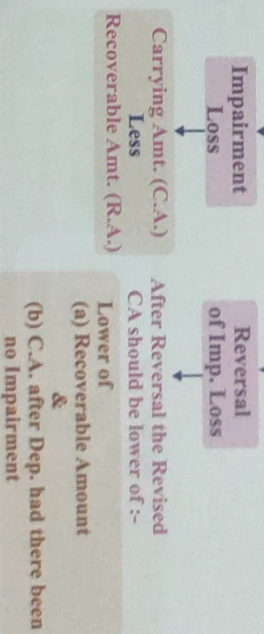 Impairment
Loss
Carrying Amt. (C.A.)
Less
Recoverable Amt. (R.A.)
Reversal
of Imp. Loss
After Reversal the Revised
CA should be lower of :-
Lower of
(a) Recoverable Amount
&
(b) C.A. after Dep. had there been
no Impairment